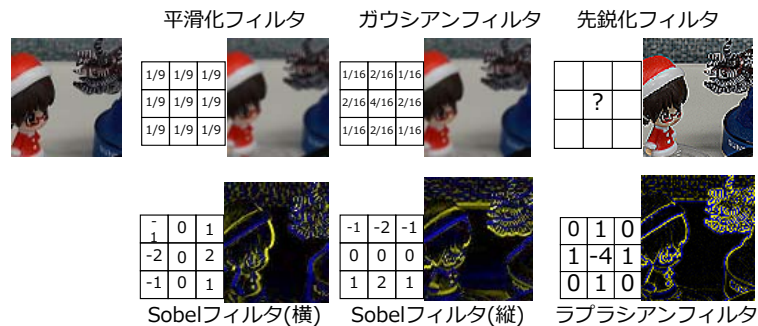 平滑化フィルタ ガウシアンフィルタ 先鋭化フィルタ
1/9 1/9 1/9 1/16 2/16 1/16
1/9 1/9 1/9 2/16 4/16 2/16 ?
1/9 1/9 1/9 1/16 2/16 1/16
-1 0 1 -1 -2 -1 0 1 0
-2 0 2 0 0 0 1 -4 1
-1 0 1 1 2 1 0 1 0
Sobelフィルタ(横) Sobelフィルタ(縦) ラプラシアンフィルタ